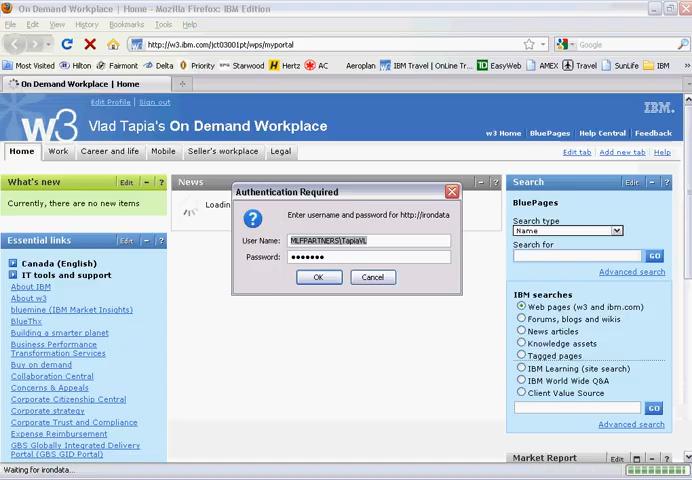 On Demand Workplace | Home - Mozilla Firefox: IBM Edition
File Edit View History Bookmarks Tools Help
http://w3.ibm.com/jct03001pt/wps/myportal
Google
Most Visited Hilton Fairmont Delta Priority Starwood Hertz AC Aeroplan IBM Travel (OnLine Tr... EasyWeb AMEX Travel SunLife IBM
On Demand Workplace | Home
Edit Profile | Sign out
IBM.
w3 Vlad Tapia's On Demand Workplace
w3 Home BluePages Help Central Feedback
Home Work Career and life Mobile Seller's workplace Legal
Edit tab Add new tab Help
What's new Edit
Currently, there are no new items
Essential links Edit
Canada (English)
IT tools and support
About IBM
About w3
bluemine (IBM Market Insights)
BlueThx
Building a smarter planet
Business Performance
Transformation Services
Buy on demand
Collaboration Central
Concerns & Appeals
Corporate Citizenship Central
Corporate strategy
Corporate Trust and Compliance
Expense Reimbursement
GBS Globally Integrated Delivery
Portal (GBS GID Portal)
News
Loadin
Authentication Required
Enter username and password for http://irondata
User Name: MLFPARTNERS\TapiaVL
Password: •••••••
OK Cancel
Search Edit
BluePages
Search type
Name
Search for
GO
Advanced search
IBM searches
Web pages (w3 and ibm.com)
Forums, blogs and wikis
News articles
Knowledge assets
Tagged pages
IBM Learning (site search)
IBM World Wide Q&A
Client Value Source
GO
Advanced search
Market Report Edit
Waiting for irondata...